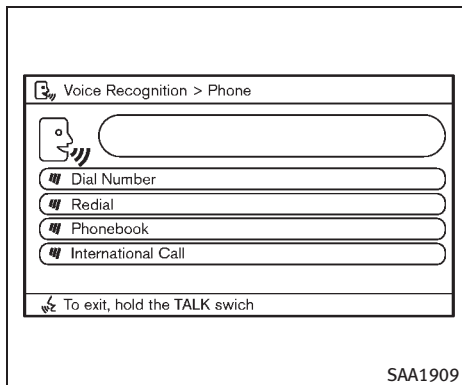 Voice Recognition > Phone
Dial Number
Redial
Phonebook
International Call
To exit, hold the TALK swich
SAA1909